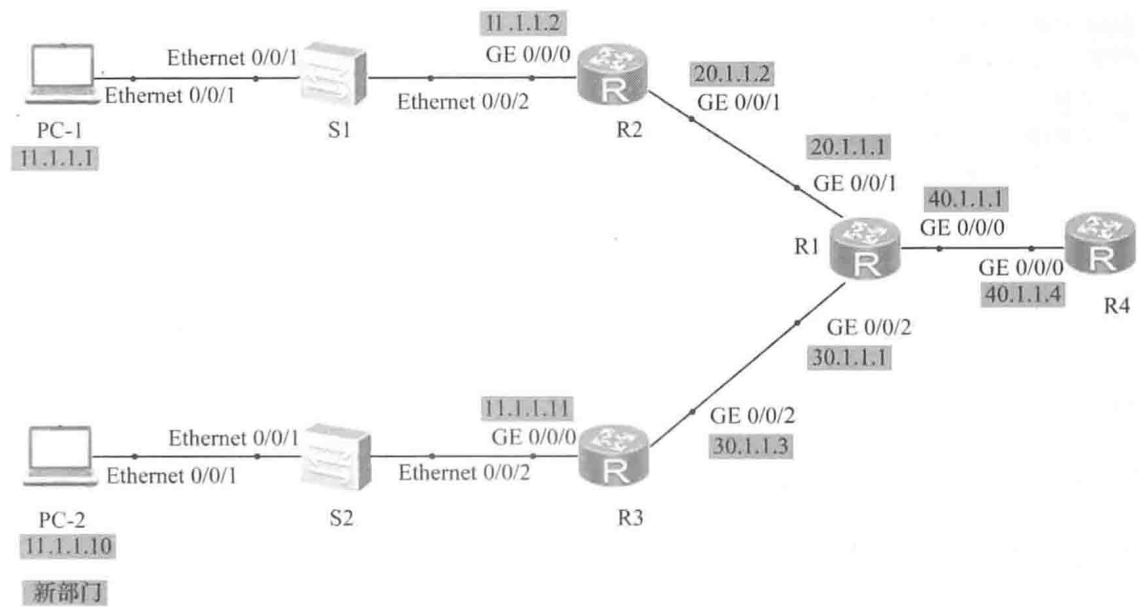 11.1.1.2
Ethernet 0/0/1
GE 0/0/0
20.1.1.2
Ethernet 0/0/1
Ethernet 0/0/2
GE 0/0/1
PC-1
S1
R2
11.1.1.1
20.1.1.1
GE 0/0/1
40.1.1.1
R1
GE 0/0/0
GE 0/0/0
40.1.1.4
R4
GE 0/0/2
30.1.1.1
11.1.1.11
GE 0/0/2
Ethernet 0/0/1
GE 0/0/0
30.1.1.3
Ethernet 0/0/1
Ethernet 0/0/2
PC-2
S2
R3
11.1.1.10
新部门
R
R
R
R